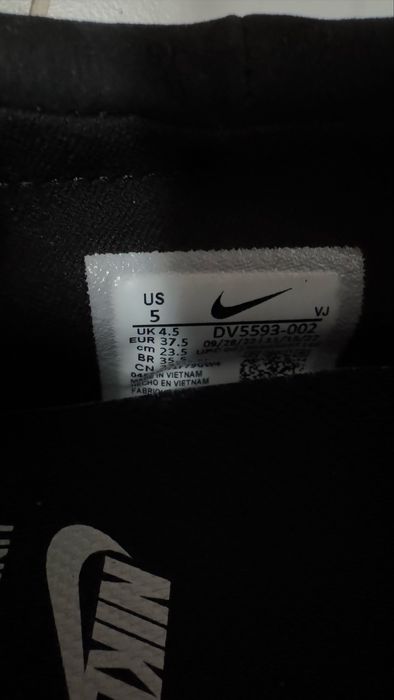 US
5
UK 4.5
EUR 37.5
cm 23.5
BR 35.5
CN
VJ
DV5593-002
IN VIETNAM
HECHO EN VIETNAM
NIKE